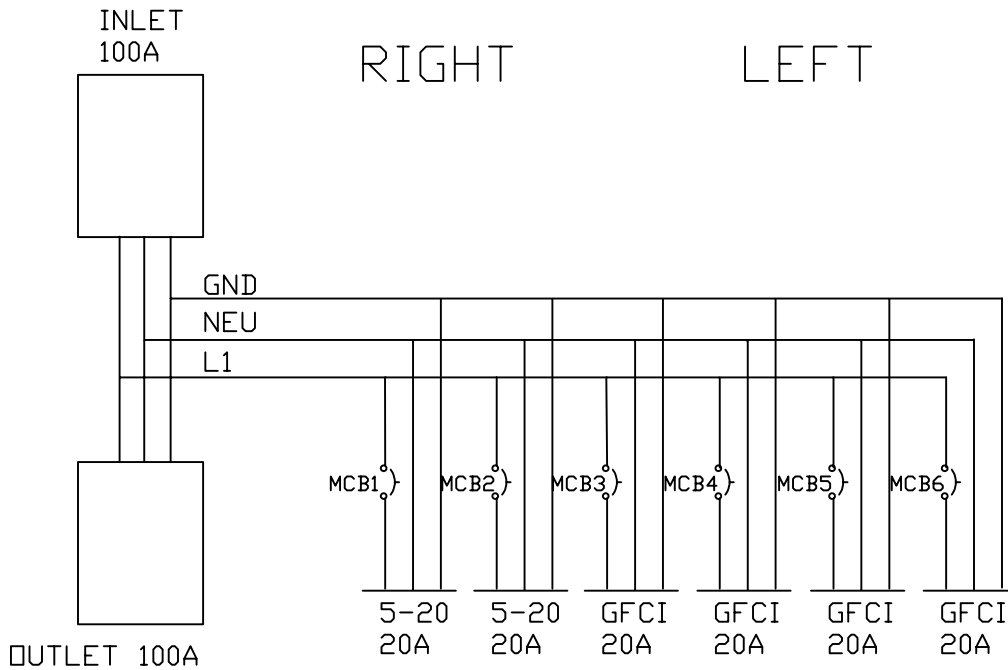 INLET
100A
RIGHT
LEFT
GND
NEU
L1
MCB1
MCB2
MCB3
MCB4
MCB5
MCB6
5-20
20A
5-20
20A
GFCI
20A
GFCI
20A
GFCI
20A
GFCI
20A
OUTLET 100A